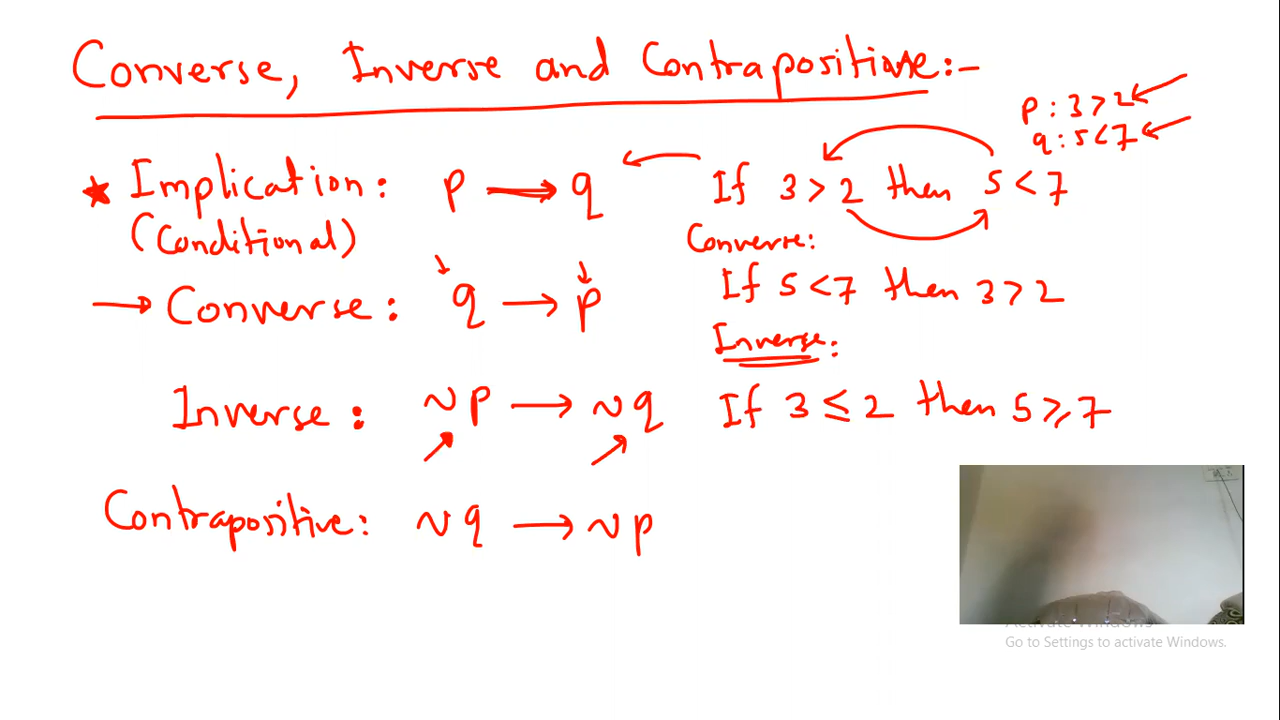 Converse, Inverse and Contrapositive:-
p : 3 > 2
q : 5 < 7
* Implication: p → q
If 3 > 2 then 5 < 7
(Conditional)
Converse:
→ Converse: q → p
If 5 < 7 then 3 > 2
Inverse:
Inverse: ~p → ~q
If 3 ≤ 2 then 5 ≥ 7
Contrapositive: ~q → ~p
Activate Windows
Go to Settings to activate Windows.